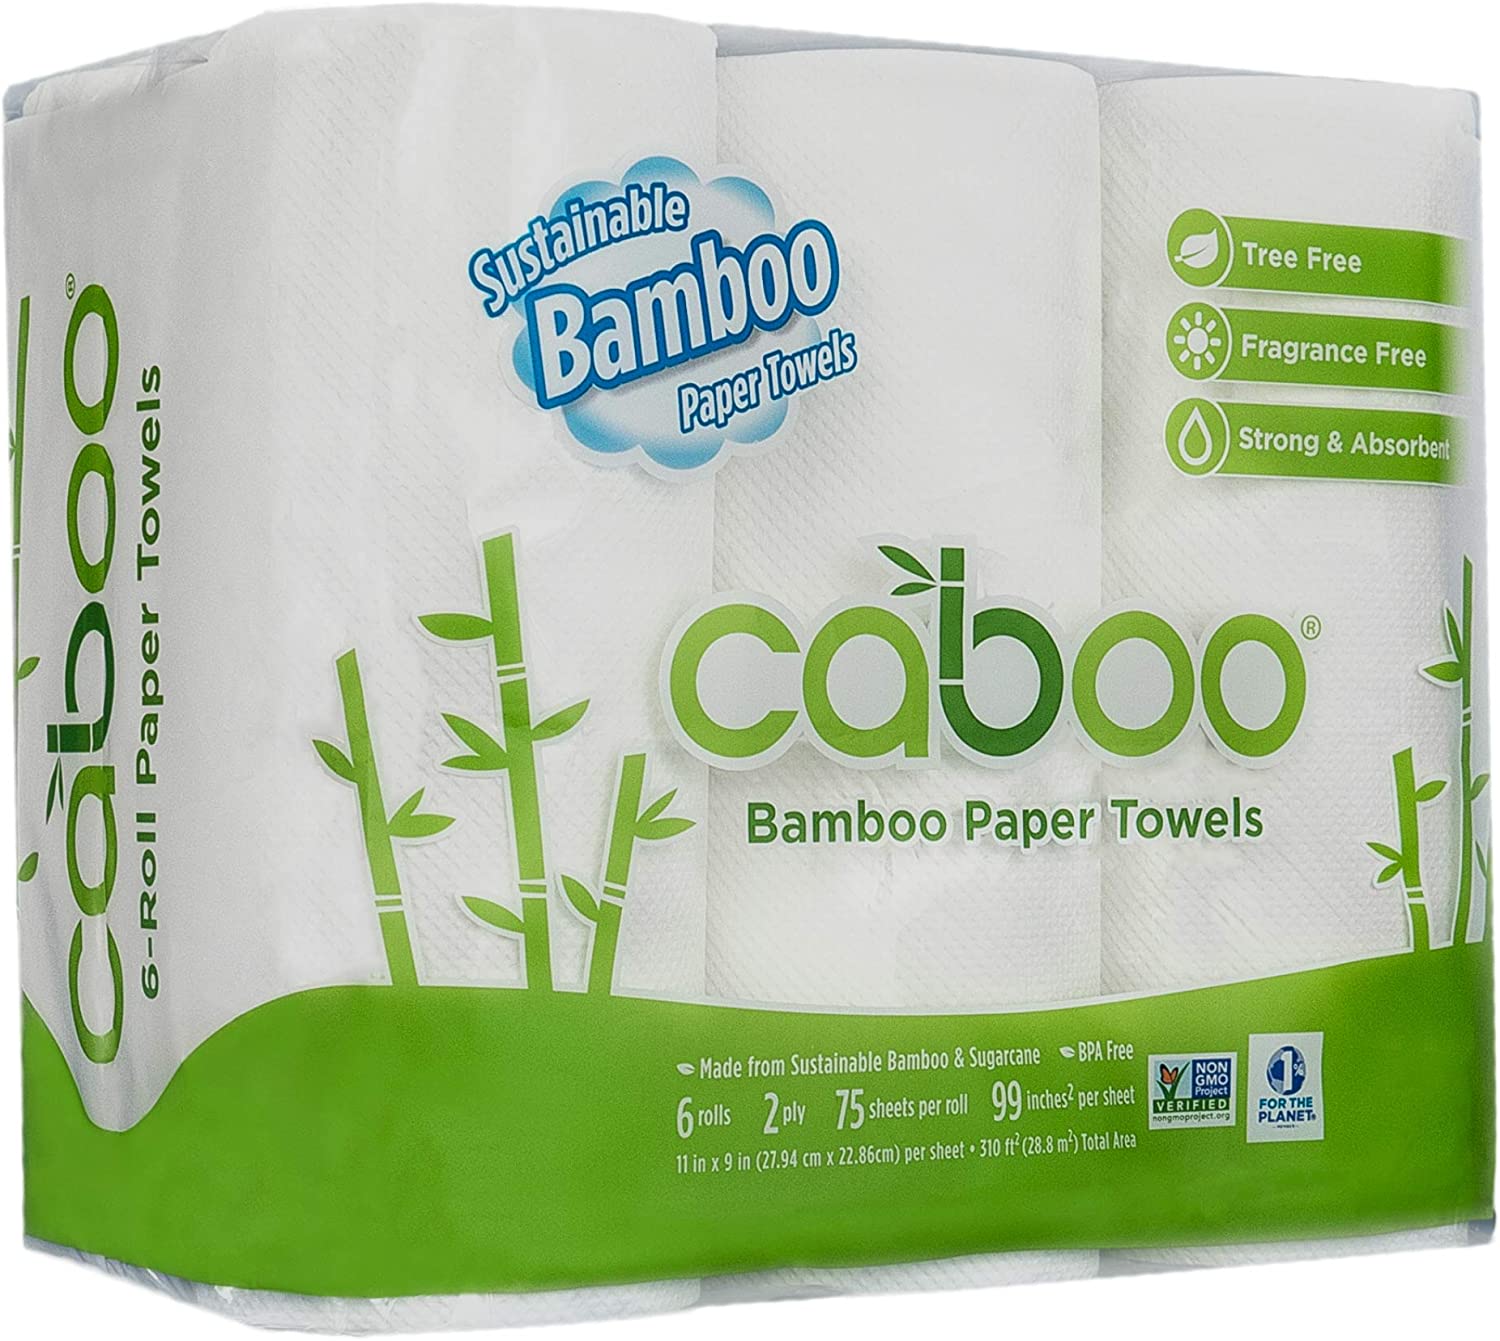 Sustainable
Bamboo
Paper Towels
Tree Free
Fragrance Free
Strong & Absorbent
caboo®
6-Roll Paper Towels
caboo®
Bamboo Paper Towels
Made from Sustainable Bamboo & Sugarcane BPA Free
6 rolls 2 ply 75 sheets per roll 99 inches² per sheet
11 in x 9 in (27.94 cm x 22.86cm) per sheet • 310 ft² (28.8 m²) Total Area
NON
GMO
Project
VERIFIED
nongmoproject.org
1%
FOR THE
PLANET®
MEMBER